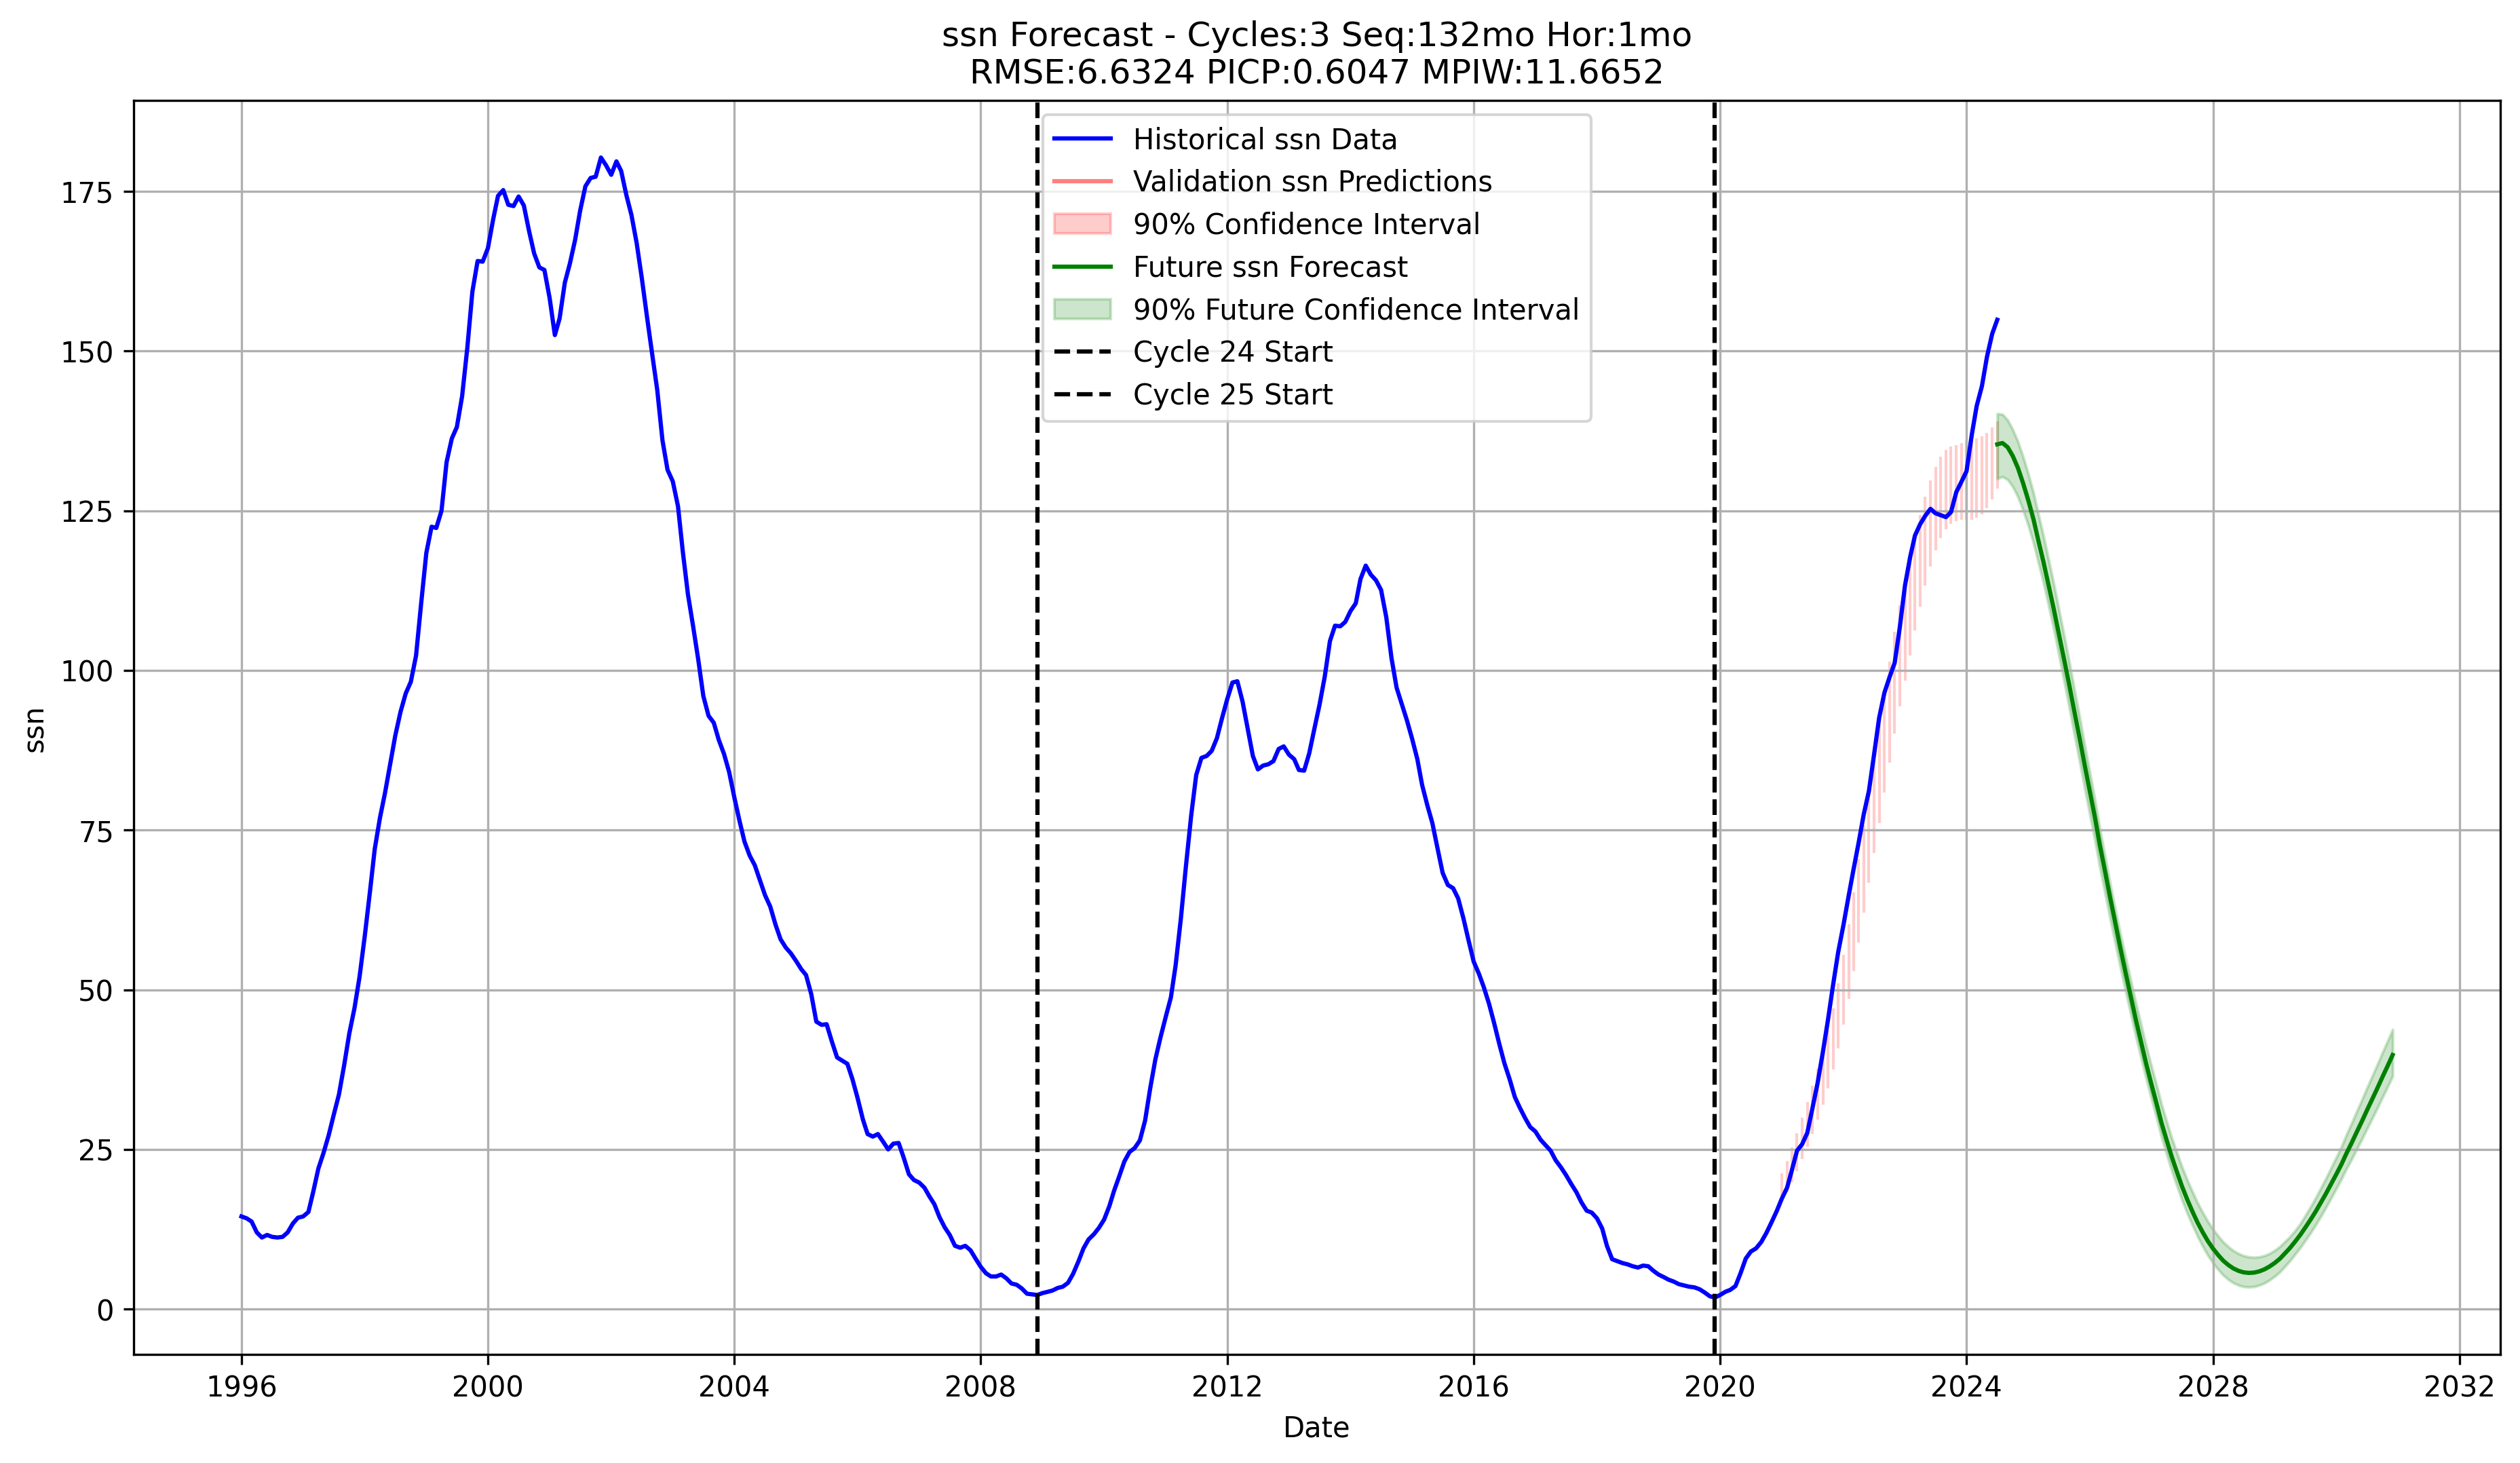 ssn Forecast - Cycles:3 Seq:132mo Hor:1mo
RMSE:6.6324 PICP:0.6047 MPIW:11.6652
Historical ssn Data
Validation ssn Predictions
90% Confidence Interval
Future ssn Forecast
90% Future Confidence Interval
Cycle 24 Start
Cycle 25 Start
175
150
125
100
75
50
25
0
ssn
1996 2000 2004 2008 2012 2016 2020 2024 2028 2032
Date